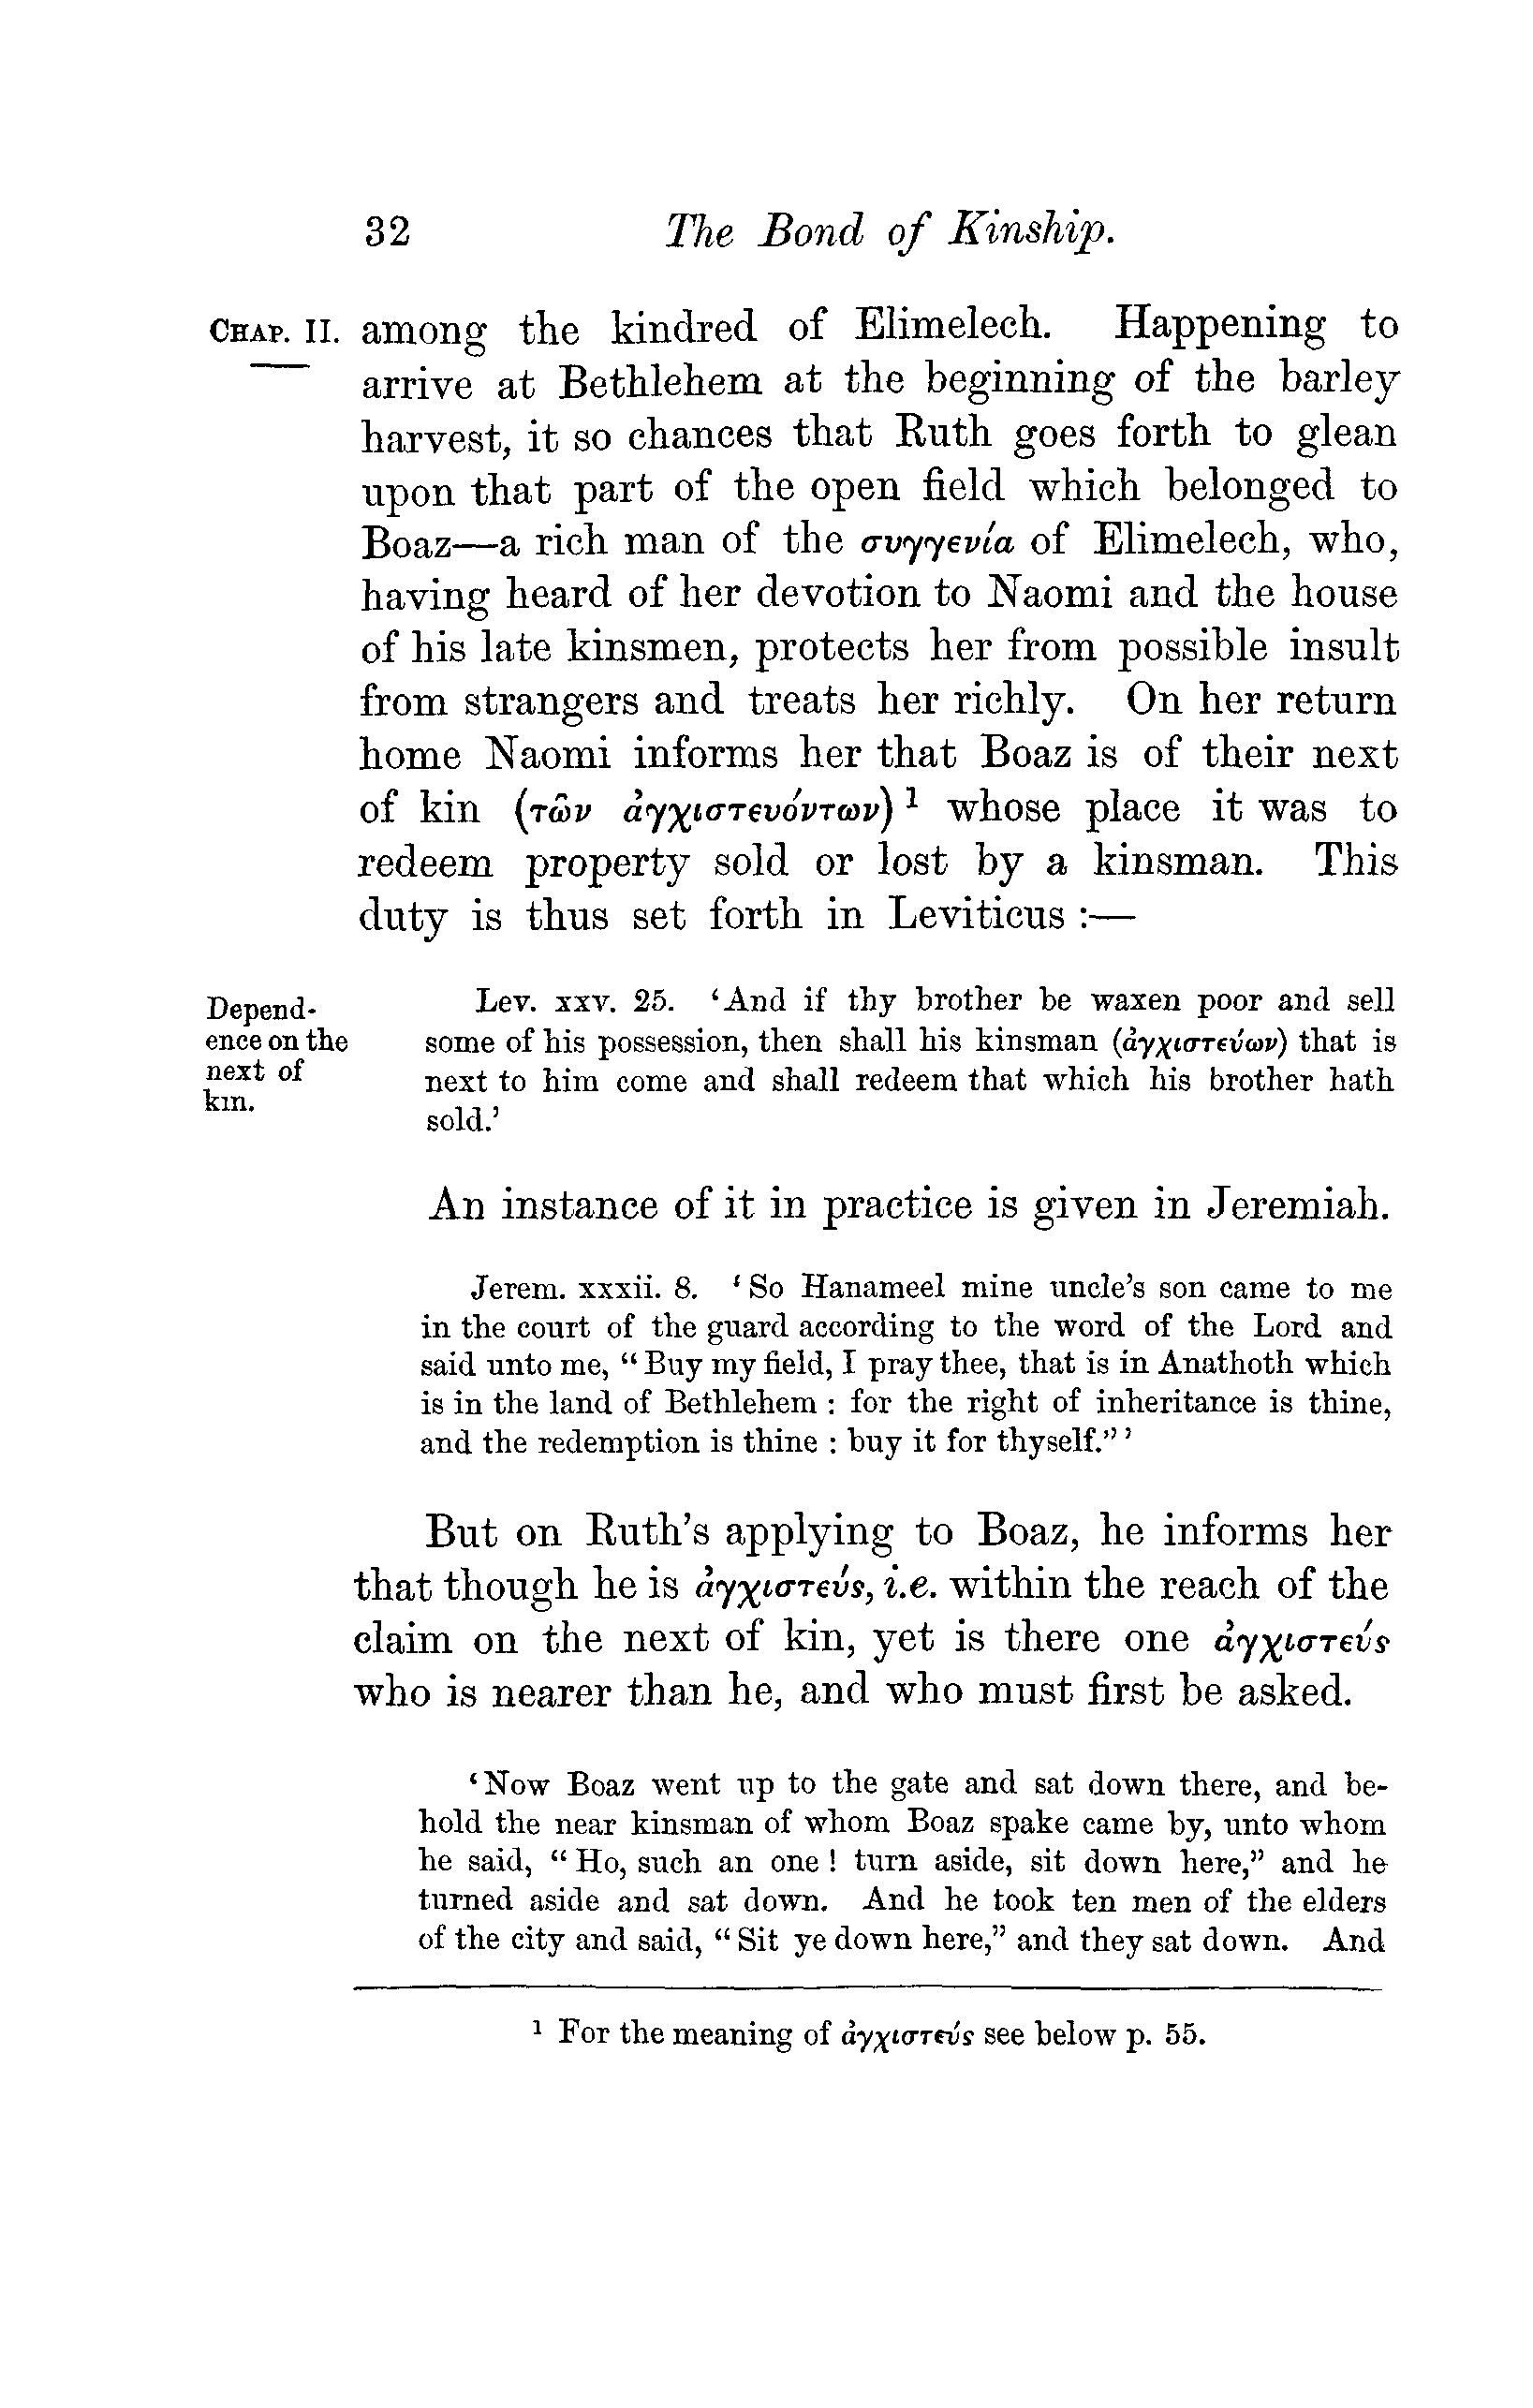 32 The Bond of Kinship.
CHAP. II. among the kindred of Elimelech. Happening to
arrive at Bethlehem at the beginning of the barley
harvest, it so chances that Ruth goes forth to glean
upon that part of the open field which belonged to
Boaz—a rich man of the συγγενία of Elimelech, who,
having heard of her devotion to Naomi and the house
of his late kinsmen, protects her from possible insult
from strangers and treats her richly. On her return
home Naomi informs her that Boaz is of their next
of kin (τῶν ἀγχιστευόντων) ¹ whose place it was to
redeem property sold or lost by a kinsman. This
duty is thus set forth in Leviticus :—
Depend-
ence on the
next of
kin.
Lev. xxv. 25. ‘And if thy brother be waxen poor and sell
some of his possession, then shall his kinsman (ἀγχιστεύων) that is
next to him come and shall redeem that which his brother hath
sold.’
An instance of it in practice is given in Jeremiah.
Jerem. xxxii. 8. ‘So Hanameel mine uncle’s son came to me
in the court of the guard according to the word of the Lord and
said unto me, “Buy my field, I pray thee, that is in Anathoth which
is in the land of Bethlehem : for the right of inheritance is thine,
and the redemption is thine : buy it for thyself.”’
But on Ruth’s applying to Boaz, he informs her
that though he is ἀγχιστεύς, i.e. within the reach of the
claim on the next of kin, yet is there one ἀγχιστεύς
who is nearer than he, and who must first be asked.
‘Now Boaz went up to the gate and sat down there, and be-
hold the near kinsman of whom Boaz spake came by, unto whom
he said, “Ho, such an one! turn aside, sit down here,” and he
turned aside and sat down. And he took ten men of the elders
of the city and said, “Sit ye down here,” and they sat down. And
¹ For the meaning of ἀγχιστεύς see below p. 55.